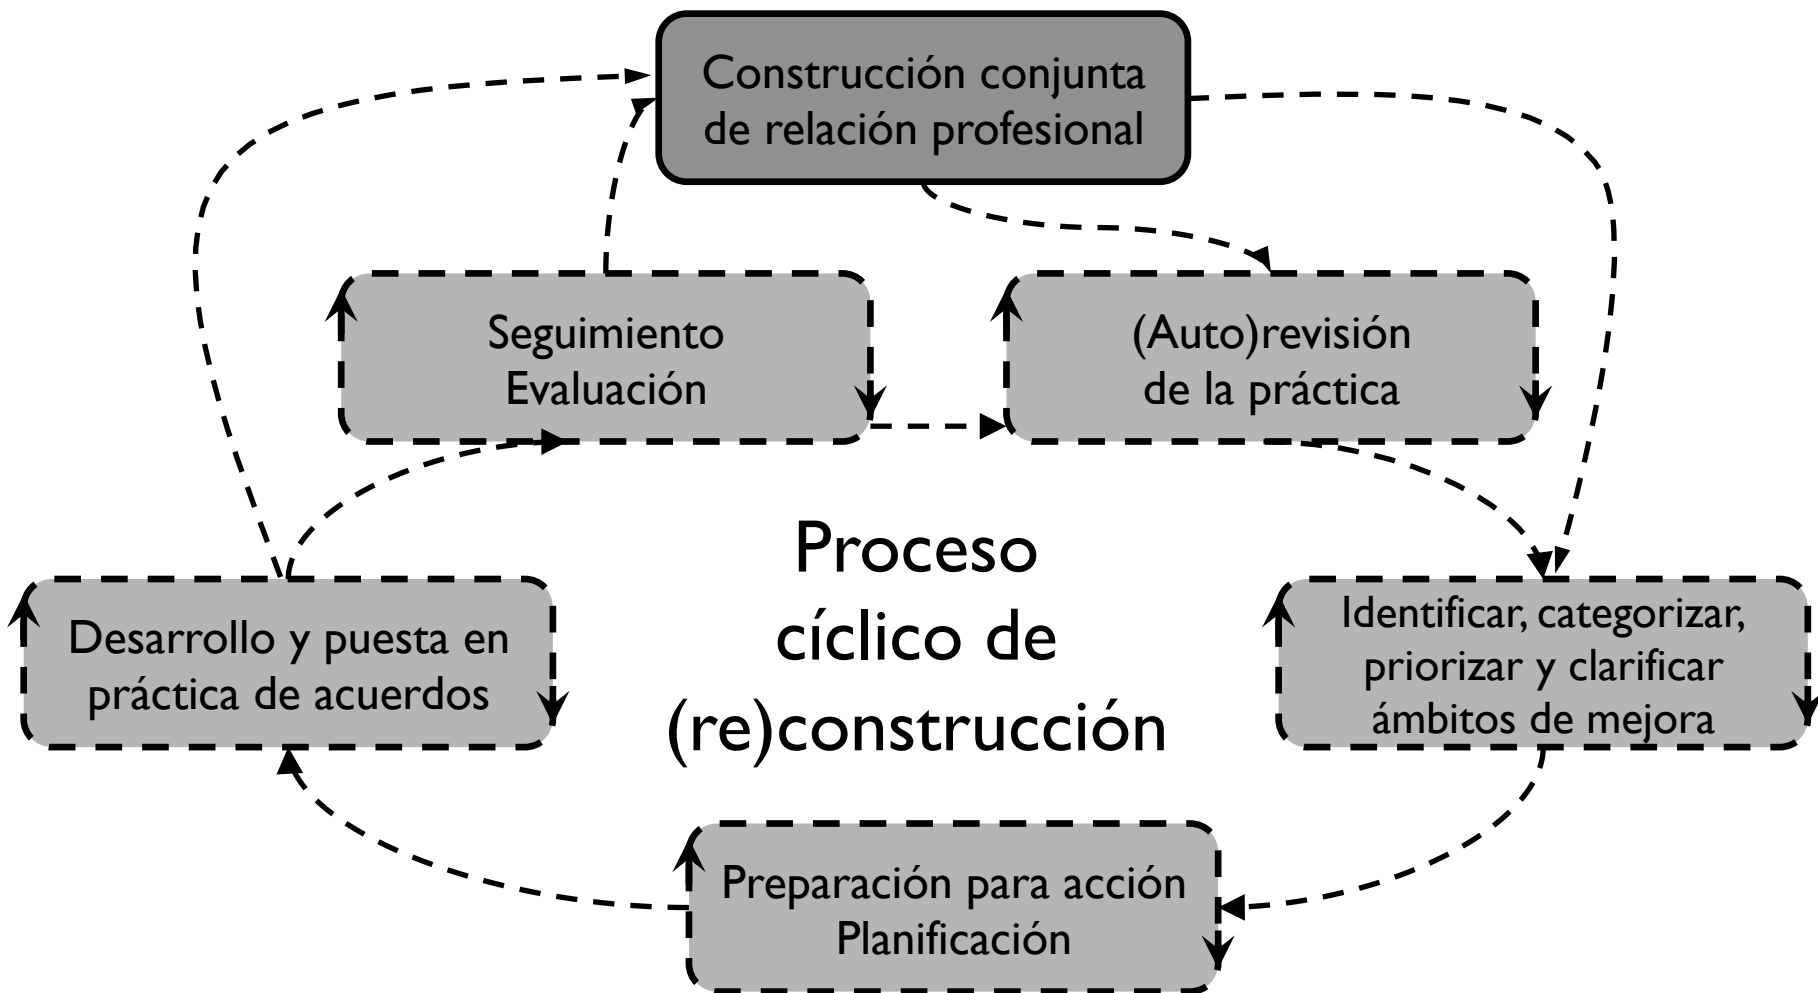 Construcción conjunta
de relación profesional
Seguimiento
Evaluación
(Auto)revisión
de la práctica
Proceso
cíclico de
(re)construcción
Desarrollo y puesta en
práctica de acuerdos
Identificar, categorizar,
priorizar y clarificar
ámbitos de mejora
Preparación para acción
Planificación